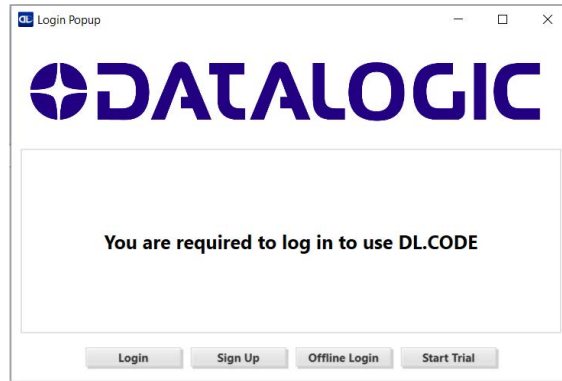 DL Login Popup
DATALOGIC
You are required to log in to use DL.CODE
Login Sign Up Offline Login Start Trial